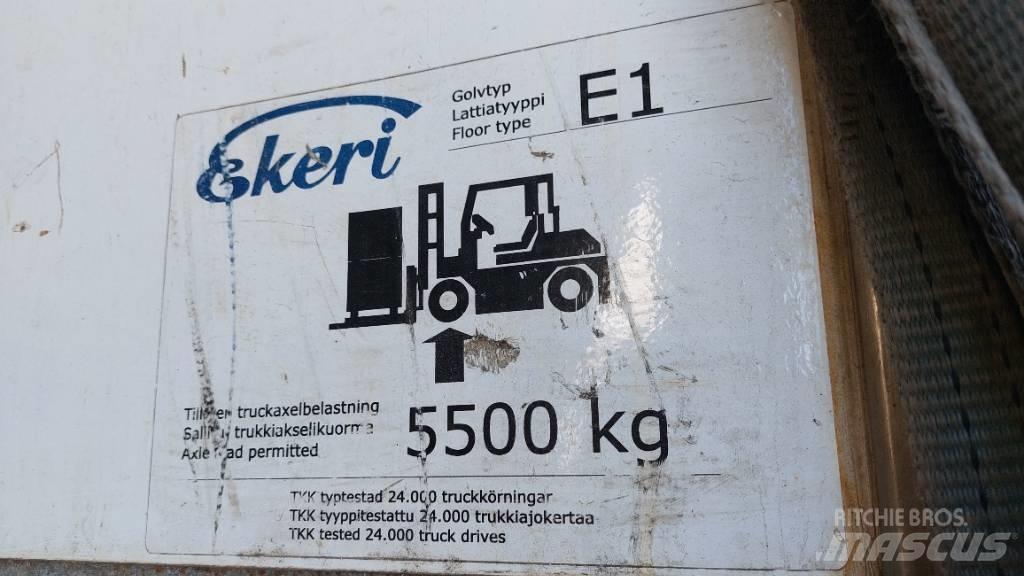 Ekeri
Golvtyp
Lattiatyyppi
Floor type
E1
truckaxelbelastning
trukkiakselikuorma
Axle permitted
5500 kg
TKK typtestad 24.000 truckkörningar
TKK tyyppitestattu 24.000 trukkiajokertaa
TKK tested 24.000 truck drives
RITCHIE BROS.
MASCUS